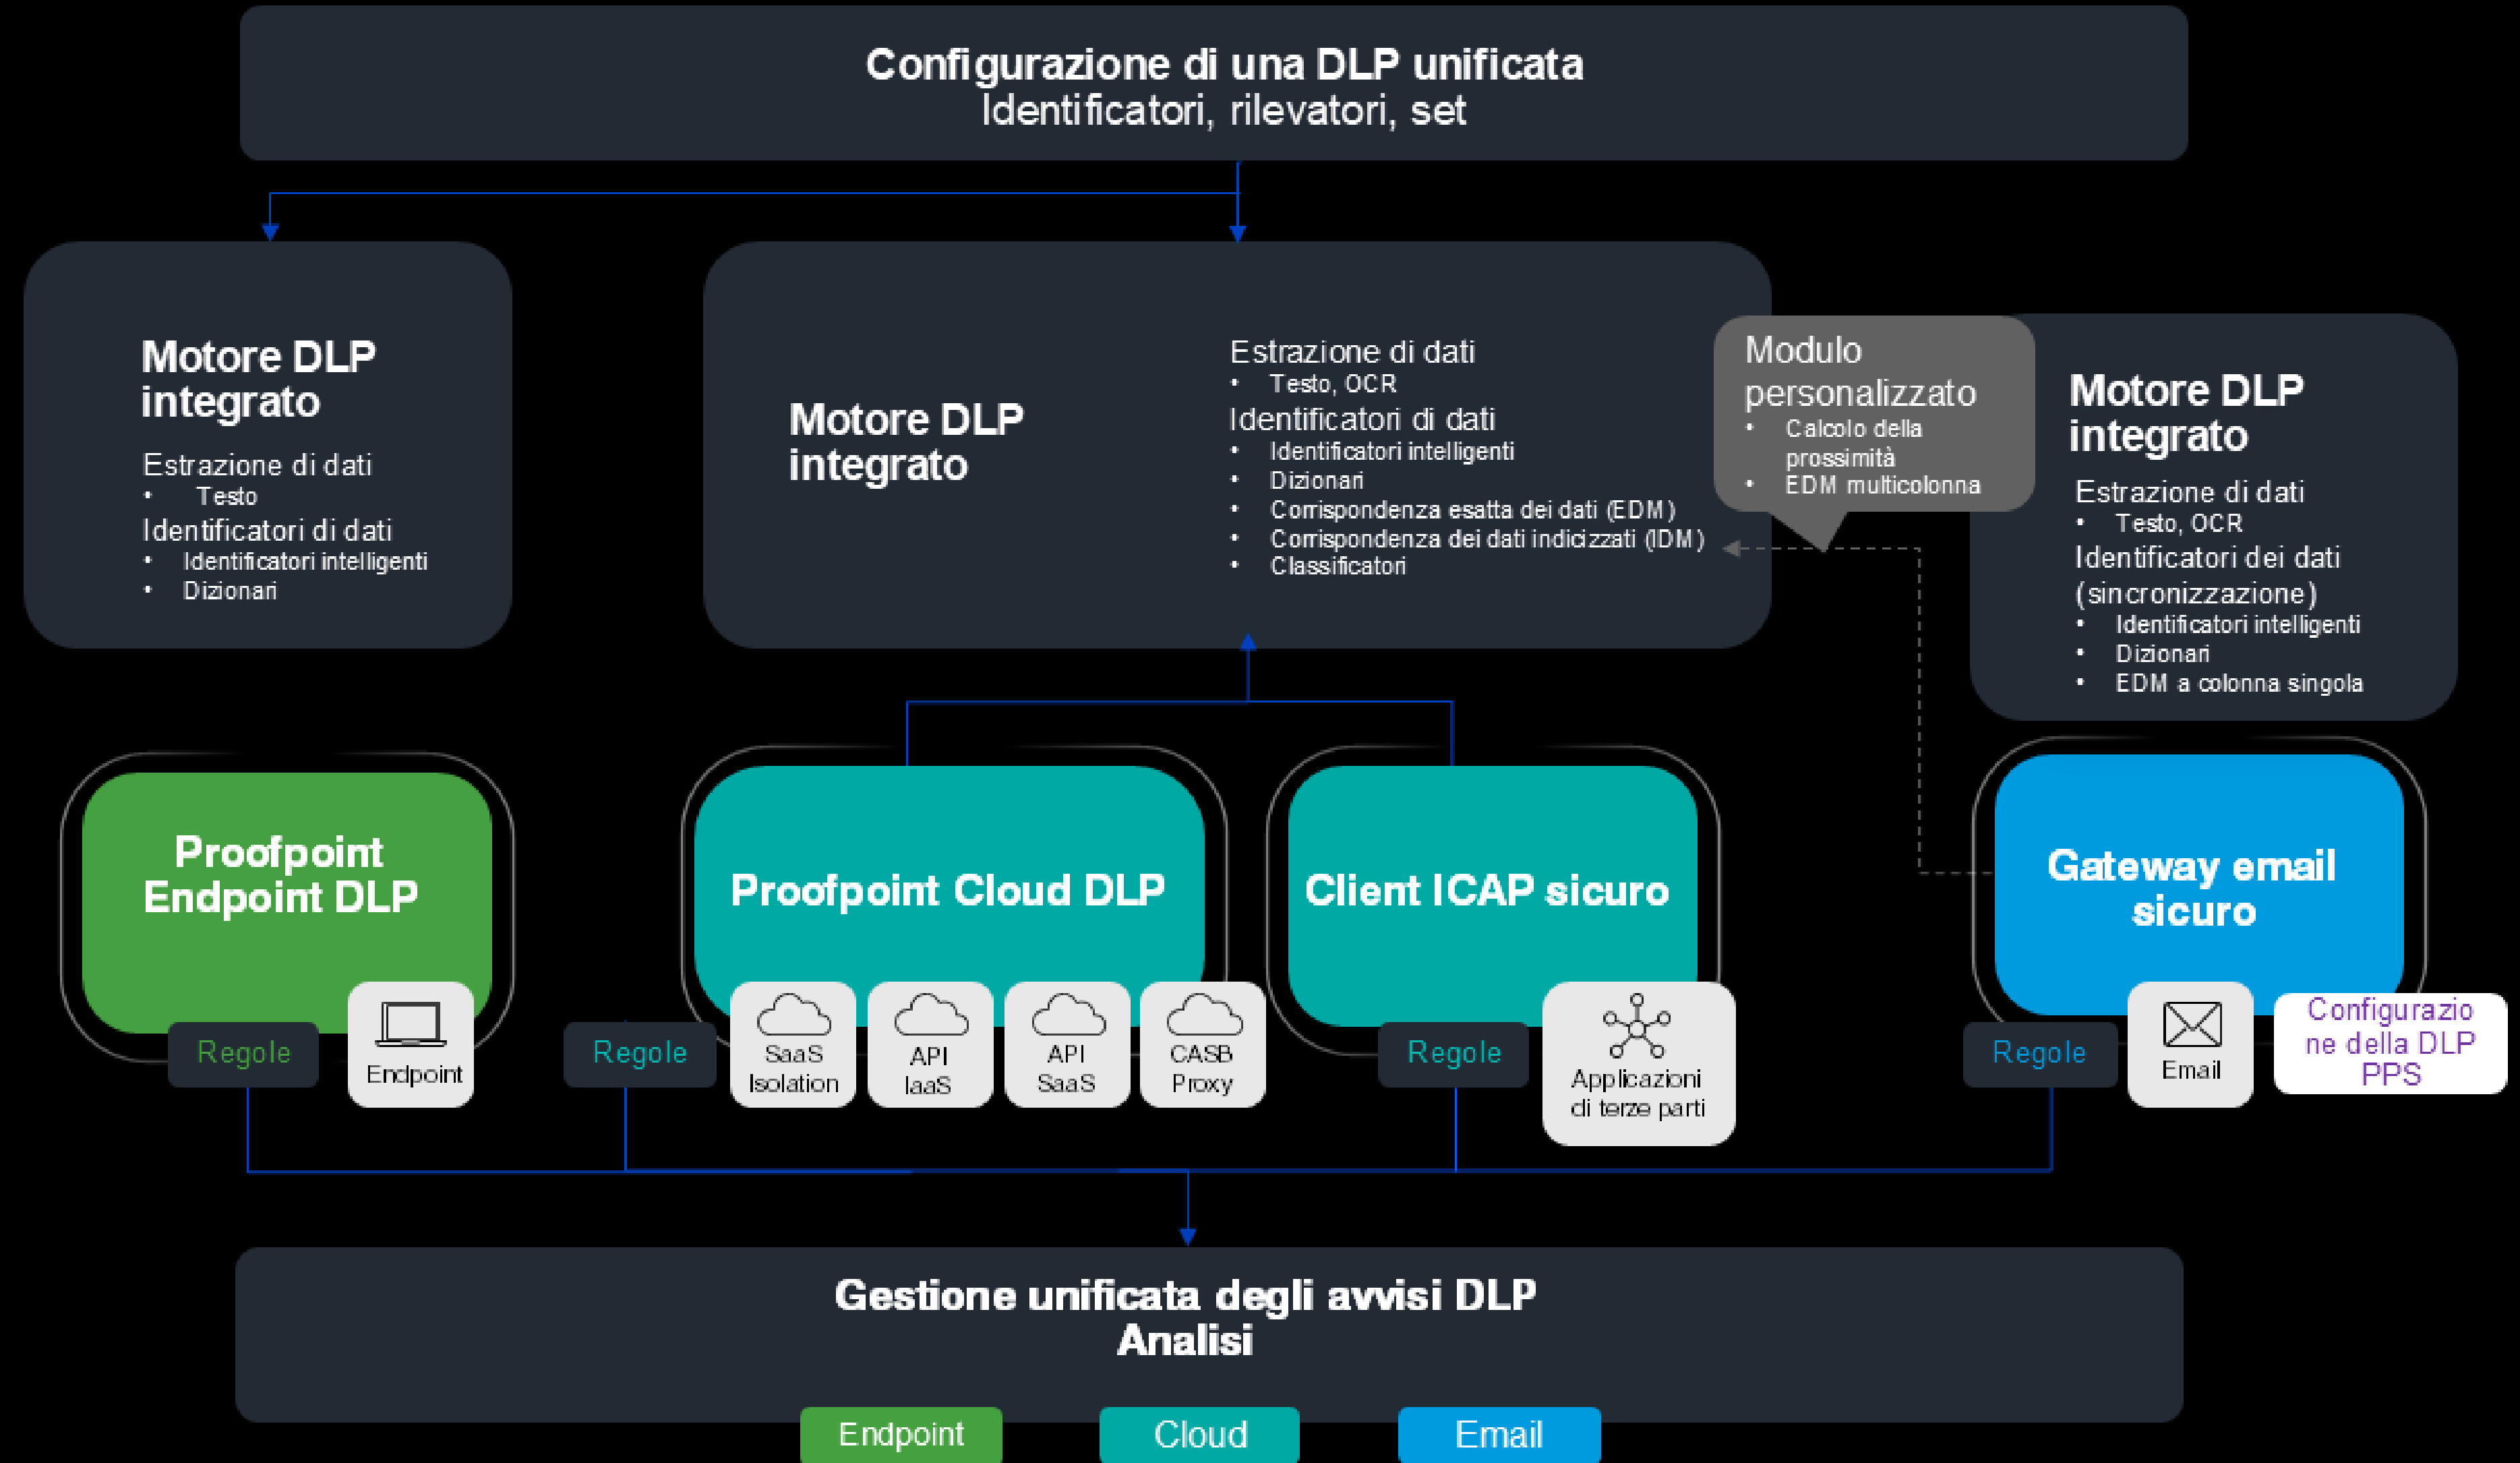 Configurazione di una DLP unificata
Identificatori, rilevatori, set
Motore DLP
integrato
Estrazione di dati
• Testo
Identificatori di dati
• Identificatori intelligenti
• Dizionari
Motore DLP
integrato
Estrazione di dati
• Testo, OCR
Identificatori di dati
• Identificatori intelligenti
• Dizionari
• Corrispondenza esatta dei dati (EDM)
• Corrispondenza dei dati indicizzati (IDM)
• Classificatori
Modulo
personalizzato
• Calcolo della
prossimità
• EDM multicolonna
Motore DLP
integrato
Estrazione di dati
• Testo, OCR
Identificatori dei dati
(sincronizzazione)
• Identificatori intelligenti
• Dizionari
• EDM a colonna singola
Proofpoint
Endpoint DLP
Regole
Endpoint
Proofpoint Cloud DLP
Regole
SaaS
Isolation
API
IaaS
API
SaaS
CASB
Proxy
Client ICAP sicuro
Regole
Applicazioni
di terze parti
Gateway email
sicuro
Regole
Email
Configurazio
ne della DLP
PPS
Gestione unificata degli avvisi DLP
Analisi
Endpoint
Cloud
Email